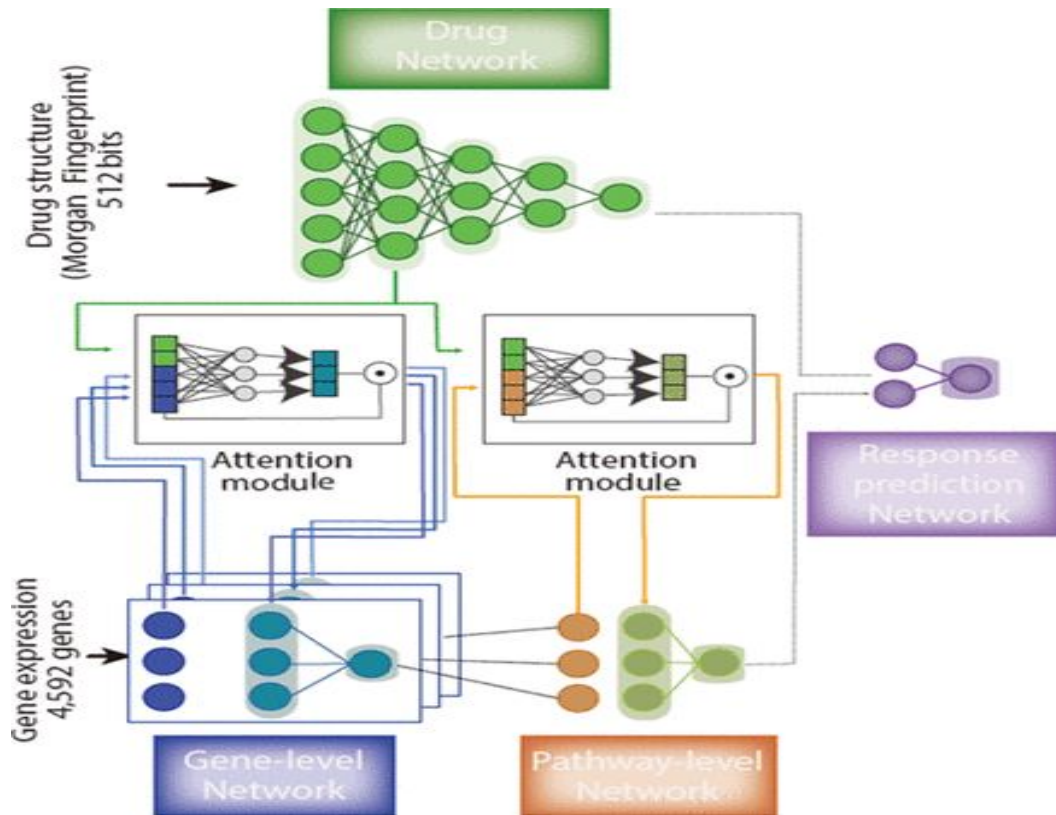 Drug
Network
Drug structure
(Morgan Fingerprint)
512 bits
Attention
module
Attention
module
Response
prediction
Network
Gene expression
4,592 genes
Gene-level
Network
Pathway-level
Network